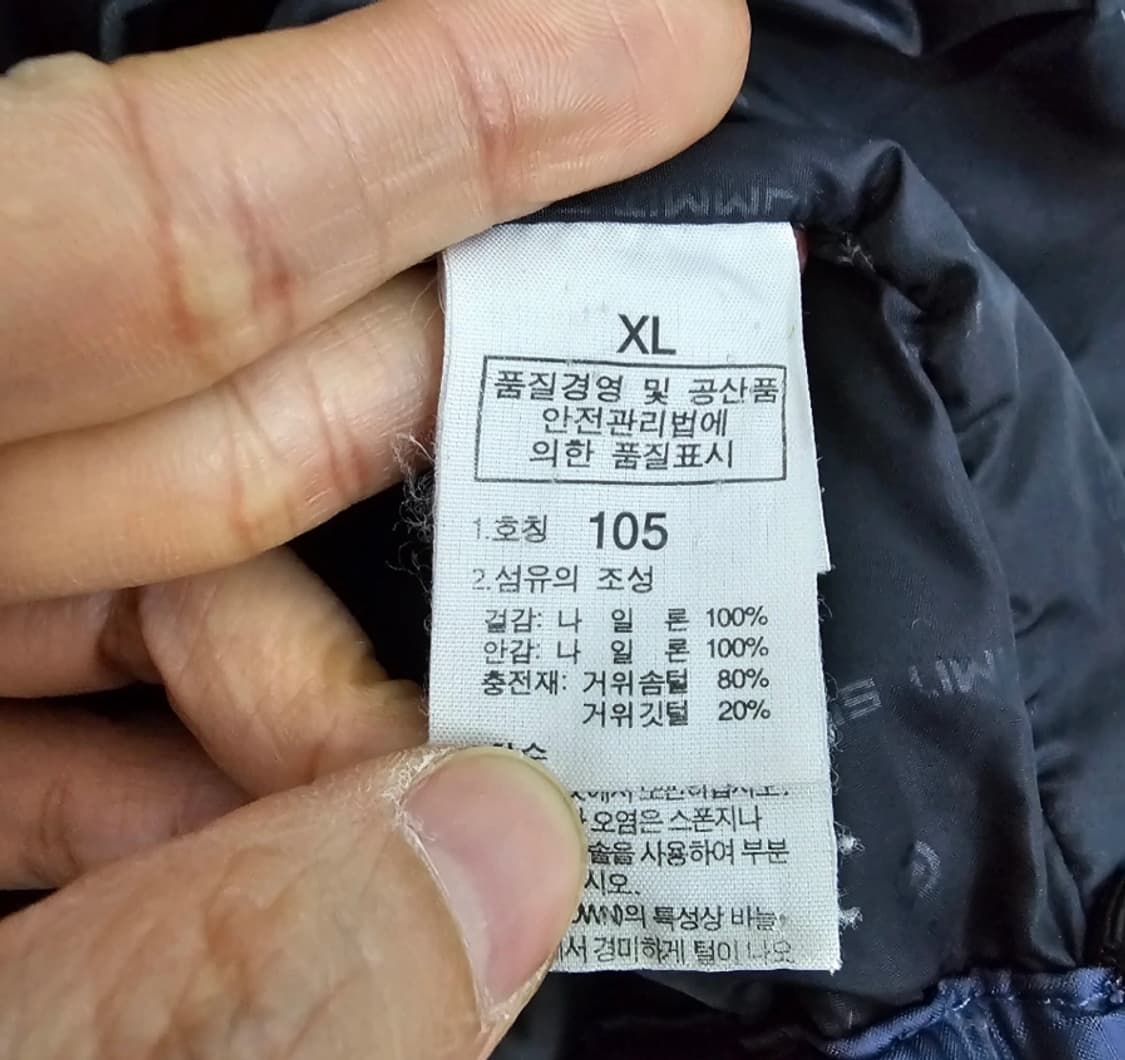 XL
품질경영 및 공산품
안전관리법에
의한 품질표시
1.호칭 105
2.섬유의 조성
겉감: 나 일 론 100%
안감: 나 일 론 100%
충전재: 거위솜털 80%
거위깃털 20%
오염은 스폰지나
솔을 사용하여 부분
시오.
의 특성상 바늘
경미하게 털이 나오